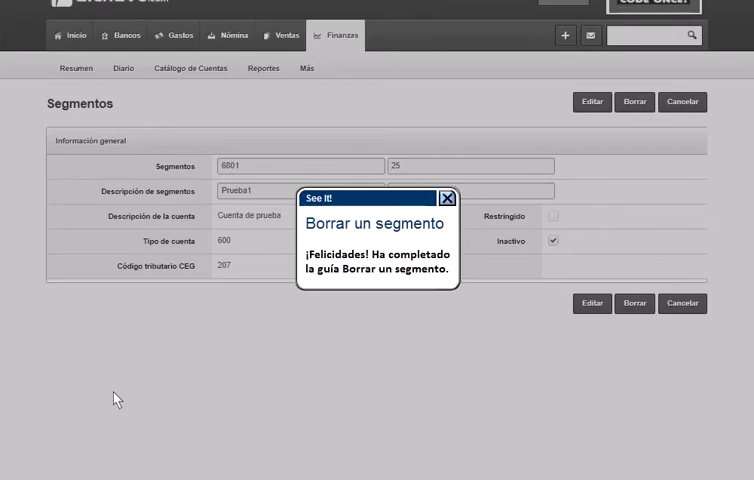 CODE ONCE!
Inicio Bancos Gastos Nómina Ventas Finanzas
Resumen Diario Catálogo de Cuentas Reportes Más
Segmentos Editar Borrar Cancelar
Información general
Segmentos 6801 25
Descripción de segmentos Prueba1
Descripción de la cuenta Cuenta de prueba Restringido
Tipo de cuenta 600 Inactivo
Código tributario CEG 207
See It!
Borrar un segmento
¡Felicidades! Ha completado
la guía Borrar un segmento.
Editar Borrar Cancelar